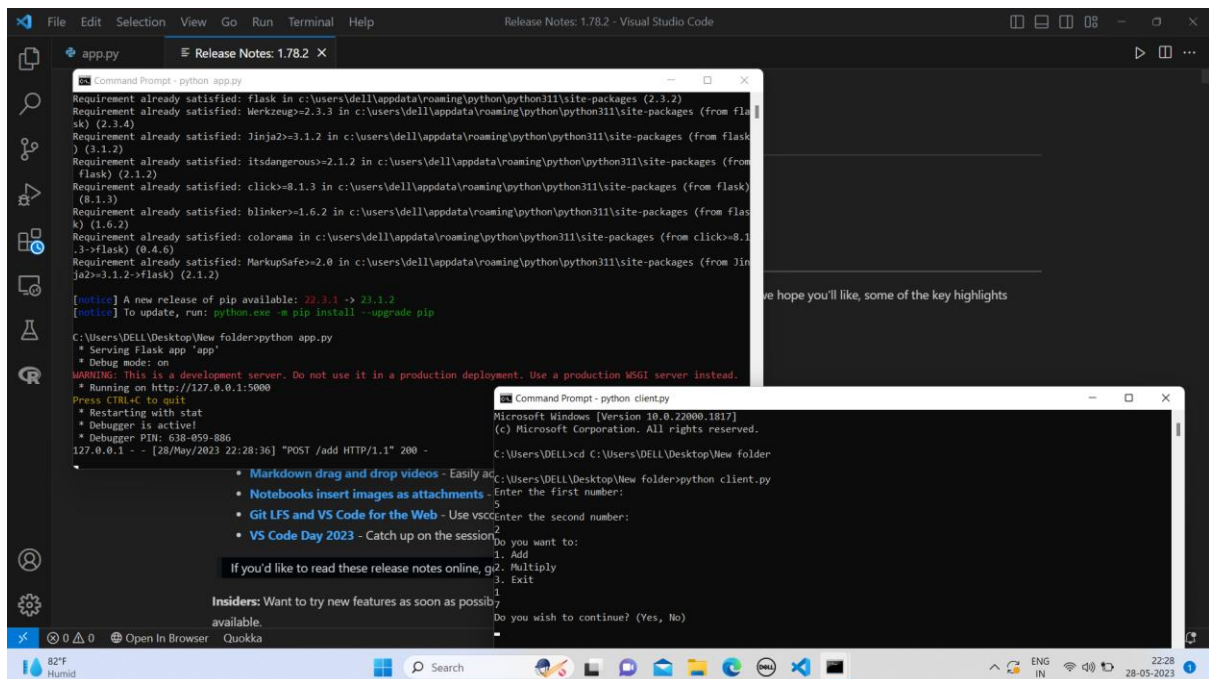 File Edit Selection View Go Run Terminal Help
Release Notes: 1.78.2 - Visual Studio Code
app.py
Release Notes: 1.78.2
Command Prompt - python app.py
Requirement already satisfied: flask in c:\users\dell\appdata\roaming\python\python311\site-packages (2.3.2)
Requirement already satisfied: Werkzeug>=2.3.3 in c:\users\dell\appdata\roaming\python\python311\site-packages (from fla
sk) (2.3.4)
Requirement already satisfied: Jinja2>=3.1.2 in c:\users\dell\appdata\roaming\python\python311\site-packages (from flask
) (3.1.2)
Requirement already satisfied: itsdangerous>=2.1.2 in c:\users\dell\appdata\roaming\python\python311\site-packages (from
flask) (2.1.2)
Requirement already satisfied: click>=8.1.3 in c:\users\dell\appdata\roaming\python\python311\site-packages (from flask)
(8.1.3)
Requirement already satisfied: blinker>=1.6.2 in c:\users\dell\appdata\roaming\python\python311\site-packages (from flas
k) (1.6.2)
Requirement already satisfied: colorama in c:\users\dell\appdata\roaming\python\python311\site-packages (from click>=8.1
.3->flask) (0.4.6)
Requirement already satisfied: MarkupSafe>=2.0 in c:\users\dell\appdata\roaming\python\python311\site-packages (from Jin
ja2>=3.1.2->flask) (2.1.2)
[notice] A new release of pip available: 22.3.1 -> 23.1.2
[notice] To update, run: python.exe -m pip install --upgrade pip
C:\Users\DELL\Desktop\New folder>python app.py
* Serving Flask app 'app'
* Debug mode: on
WARNING: This is a development server. Do not use it in a production deployment. Use a production WSGI server instead.
* Running on http://127.0.0.1:5000
Press CTRL+C to quit
* Restarting with stat
* Debugger is active!
* Debugger PIN: 638-059-886
127.0.0.1 - - [28/May/2023 22:28:36] "POST /add HTTP/1.1" 200 -
we hope you'll like, some of the key highlights
Command Prompt - python client.py
Microsoft Windows [Version 10.0.22000.1817]
(c) Microsoft Corporation. All rights reserved.
C:\Users\DELL>cd C:\Users\DELL\Desktop\New folder
C:\Users\DELL\Desktop\New folder>python client.py
Enter the first number:
5
Enter the second number:
2
Do you want to:
1. Add
2. Multiply
3. Exit
1
7
Do you wish to continue? (Yes, No)
• Markdown drag and drop videos - Easily ad
• Notebooks insert images as attachments -
• Git LFS and VS Code for the Web - Use vsco
• VS Code Day 2023 - Catch up on the session
If you'd like to read these release notes online, g
Insiders: Want to try new features as soon as possib
available.
0 0 Open In Browser Quokka
82°F
Humid
Search
DELL
ENG
IN
22:28
28-05-2023
1